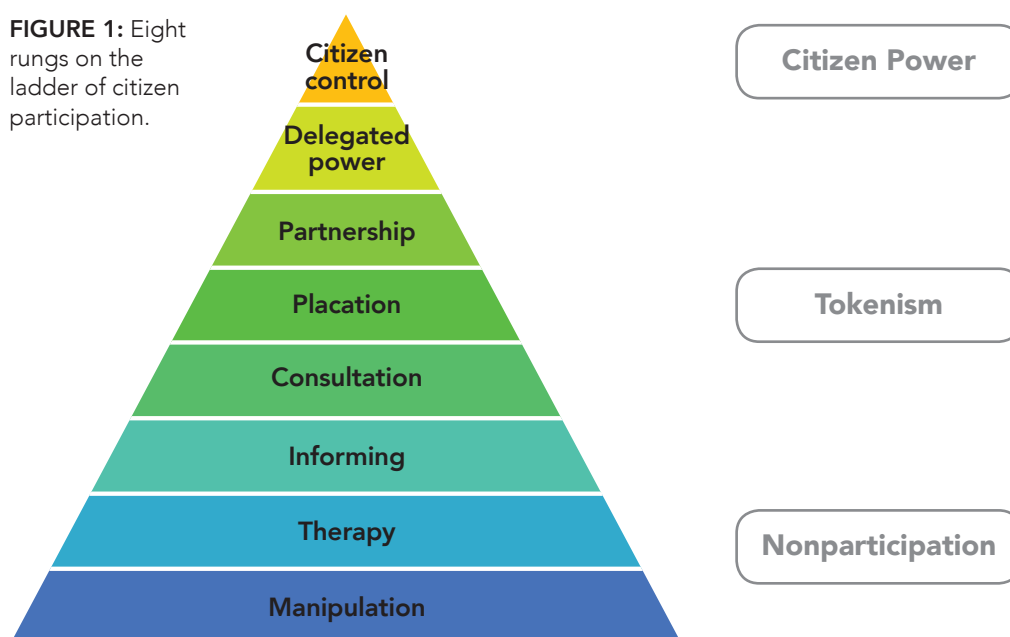 FIGURE 1: Eight
rungs on the
ladder of citizen
participation.
Citizen
control
Citizen Power
Delegated
power
Partnership
Placation
Tokenism
Consultation
Informing
Therapy
Nonparticipation
Manipulation